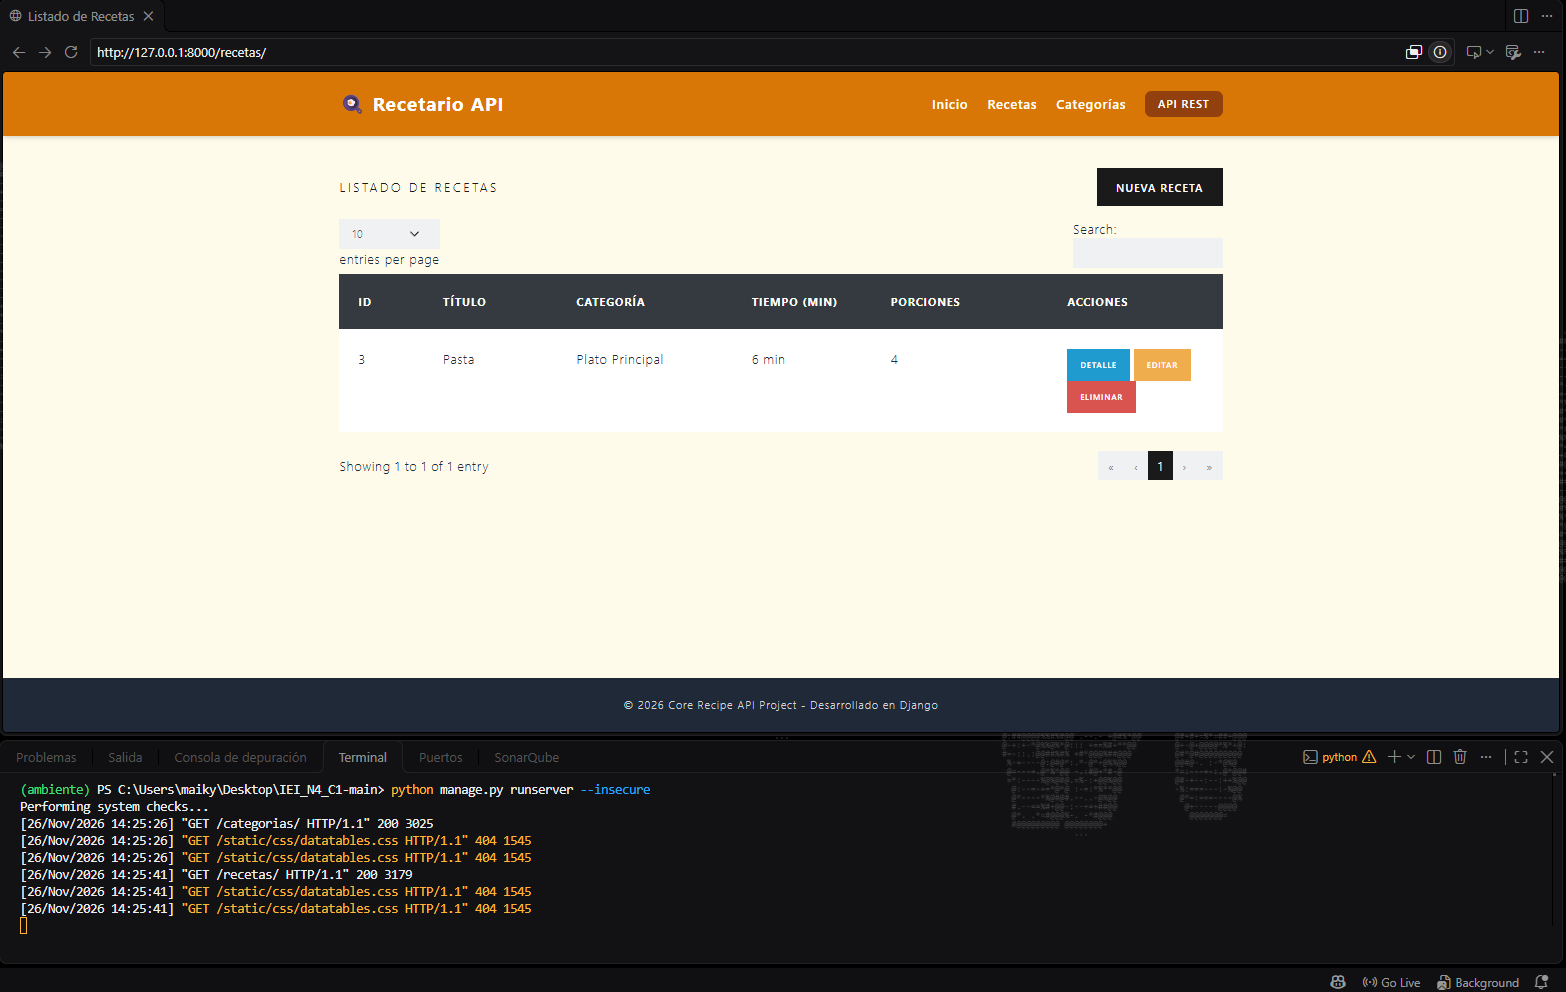 Listado de Recetas
http://127.0.0.1:8000/recetas/
Recetario API
Inicio Recetas Categorías API REST
LISTADO DE RECETAS
NUEVA RECETA
10
entries per page
Search:
ID TÍTULO CATEGORÍA TIEMPO (MIN) PORCIONES ACCIONES
3 Pasta Plato Principal 6 min 4 DETALLE EDITAR
ELIMINAR
Showing 1 to 1 of 1 entry
« ‹ 1 › »
© 2026 Core Recipe API Project - Desarrollado en Django
Problemas Salida Consola de depuración Terminal Puertos SonarQube
python
(ambiente) PS C:\Users\maiky\Desktop\IEI_N4_C1-main> python manage.py runserver --insecure
Performing system checks...
[26/Nov/2026 14:25:26] "GET /categorias/ HTTP/1.1" 200 3025
[26/Nov/2026 14:25:26] "GET /static/css/datatables.css HTTP/1.1" 404 1545
[26/Nov/2026 14:25:26] "GET /static/css/datatables.css HTTP/1.1" 404 1545
[26/Nov/2026 14:25:41] "GET /recetas/ HTTP/1.1" 200 3179
[26/Nov/2026 14:25:41] "GET /static/css/datatables.css HTTP/1.1" 404 1545
[26/Nov/2026 14:25:41] "GET /static/css/datatables.css HTTP/1.1" 404 1545
Go Live Background